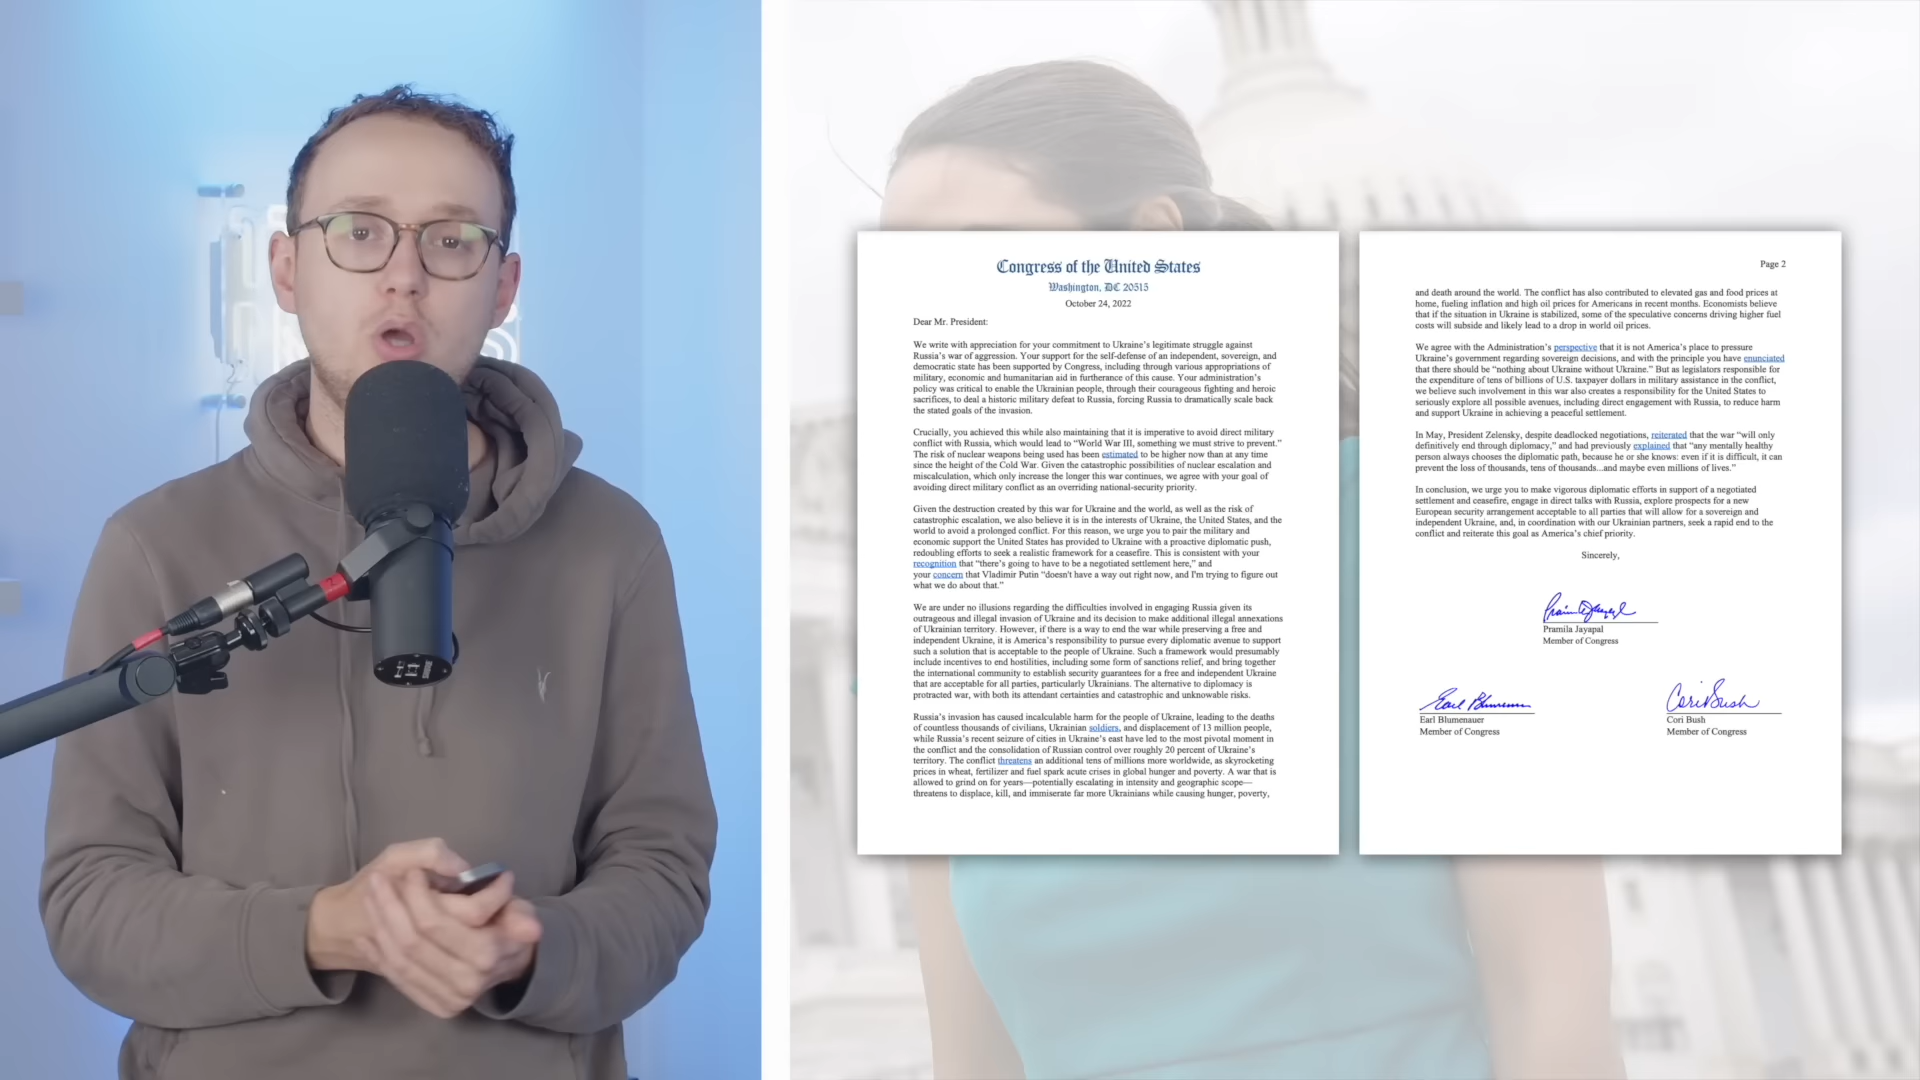 Congress of the United States
Washington, DC 20515
October 24, 2022
Dear Mr. President:
We write with appreciation for your commitment to Ukraine's legitimate struggle against
Russia's war of aggression. Your support for the self-defense of an independent, sovereign, and
democratic state has been supported by Congress, including through various appropriations of
military, economic and humanitarian aid in furtherance of this cause. Your administration's
policy was critical to enable the Ukrainian people, through their courageous fighting and heroic
sacrifices, to deal a historic military defeat to Russia, forcing Russia to dramatically scale back
the stated goals of the invasion.
Crucially, you achieved this while also maintaining that it is imperative to avoid direct military
conflict with Russia, which would lead to “World War III, something we must strive to prevent.”
The risk of nuclear weapons being used has been estimated to be higher now than at any time
since the height of the Cold War. Given the catastrophic possibilities of nuclear escalation and
miscalculation, which only increase the longer this war continues, we agree with your goal of
avoiding direct military conflict as an overriding national-security priority.
Given the destruction created by this war for Ukraine and the world, as well as the risk of
catastrophic escalation, we also believe it is in the interests of Ukraine, the United States, and the
world to avoid a prolonged conflict. For this reason, we urge you to pair the military and
economic support the United States has provided to Ukraine with a proactive diplomatic push,
redoubling efforts to seek a realistic framework for a ceasefire. This is consistent with your
recognition that “there's going to have to be a negotiated settlement here,” and
your concern that Vladimir Putin “doesn't have a way out right now, and I'm trying to figure out
what we do about that.”
We are under no illusions regarding the difficulties involved in engaging Russia given its
outrageous and illegal invasion of Ukraine and its decision to make additional illegal annexations
of Ukrainian territory. However, if there is a way to end the war while preserving a free and
independent Ukraine, it is America's responsibility to pursue every diplomatic avenue to support
such a solution that is acceptable to the people of Ukraine. Such a framework would presumably
include incentives to end hostilities, including some form of sanctions relief, and bring together
the international community to establish security guarantees for a free and independent Ukraine
that are acceptable for all parties, particularly Ukrainians. The alternative to diplomacy is
protracted war, with both its attendant certainties and catastrophic and unknowable risks.
Russia's invasion has caused incalculable harm for the people of Ukraine, leading to the deaths
of countless thousands of civilians, Ukrainian soldiers, and displacement of 13 million people,
while Russia's recent seizure of cities in Ukraine's east have led to the most pivotal moment in
the conflict and the consolidation of Russian control over roughly 20 percent of Ukraine's
territory. The conflict threatens an additional tens of millions more worldwide, as skyrocketing
prices in wheat, fertilizer and fuel spark acute crises in global hunger and poverty. A war that is
allowed to grind on for years—potentially escalating in intensity and geographic scope—
threatens to displace, kill, and immiserate far more Ukrainians while causing hunger, poverty,
Page 2
and death around the world. The conflict has also contributed to elevated gas and food prices at
home, fueling inflation and high oil prices for Americans in recent months. Economists believe
that if the situation in Ukraine is stabilized, some of the speculative concerns driving higher fuel
costs will subside and likely lead to a drop in world oil prices.
We agree with the Administration's perspective that it is not America's place to pressure
Ukraine's government regarding sovereign decisions, and with the principle you have enunciated
that there should be “nothing about Ukraine without Ukraine.” But as legislators responsible for
the expenditure of tens of billions of U.S. taxpayer dollars in military assistance in the conflict,
we believe such involvement in this war also creates a responsibility for the United States to
seriously explore all possible avenues, including direct engagement with Russia, to reduce harm
and support Ukraine in achieving a peaceful settlement.
In May, President Zelensky, despite deadlocked negotiations, reiterated that the war “will only
definitively end through diplomacy,” and had previously explained that “any mentally healthy
person always chooses the diplomatic path, because he or she knows: even if it is difficult, it can
prevent the loss of thousands, tens of thousands...and maybe even millions of lives.”
In conclusion, we urge you to make vigorous diplomatic efforts in support of a negotiated
settlement and ceasefire, engage in direct talks with Russia, explore prospects for a new
European security arrangement acceptable to all parties that will allow for a sovereign and
independent Ukraine, and, in coordination with our Ukrainian partners, seek a rapid end to the
conflict and reiterate this goal as America's chief priority.
Sincerely,
Pramila Jayapal
Member of Congress
Earl Blumenauer
Cori Bush
Earl Blumenauer
Member of Congress
Cori Bush
Member of Congress